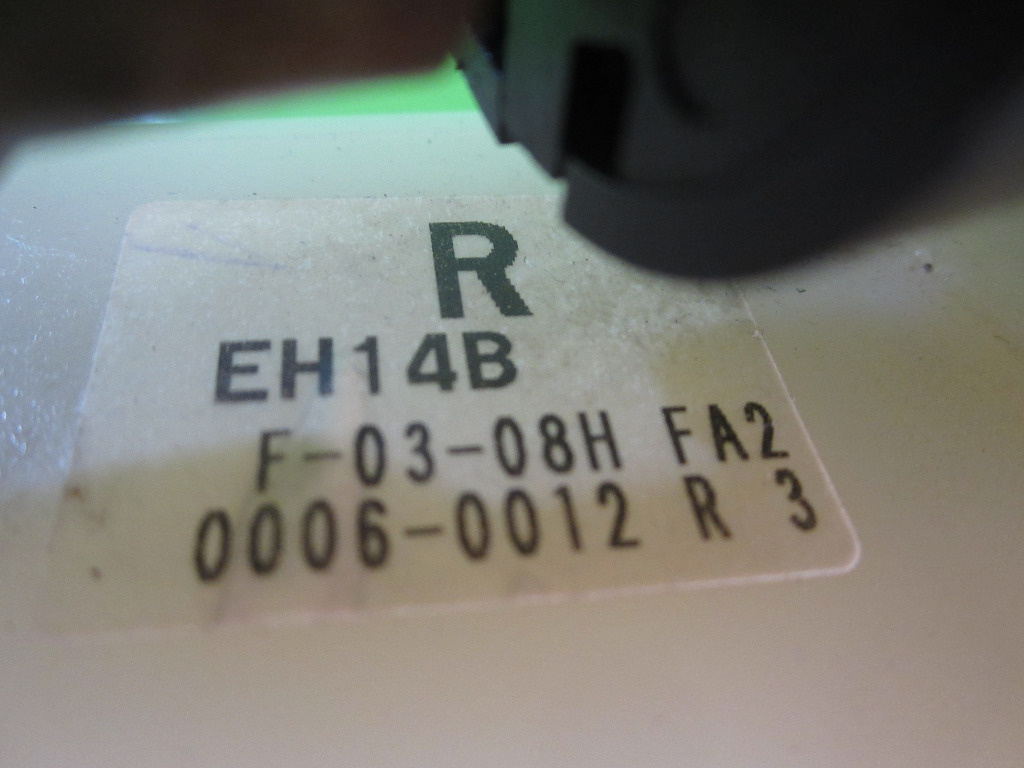 R
EH14B
F-03-08H FA2
0006-0012 R 3